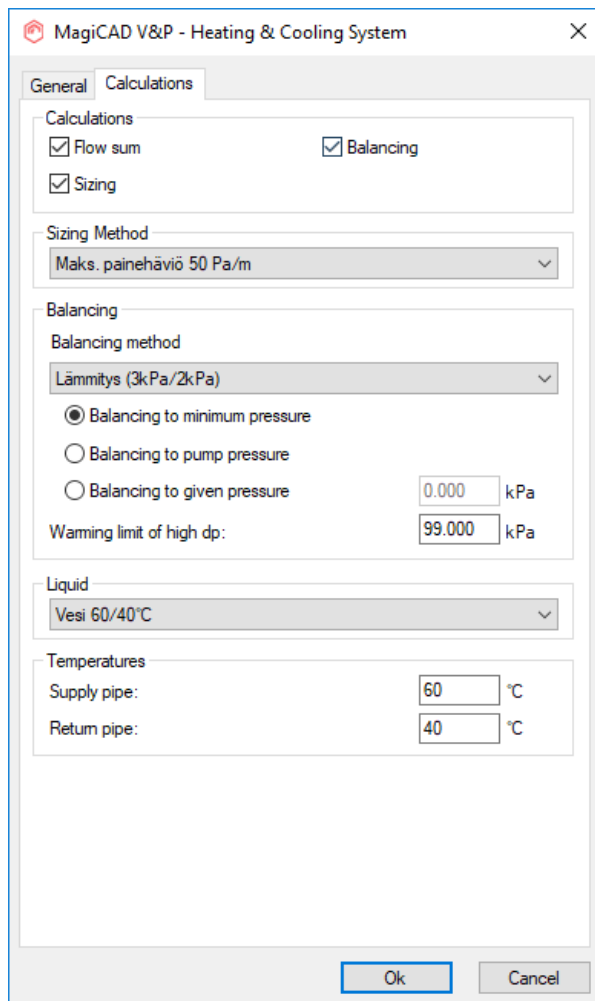 MagiCAD V&P - Heating & Cooling System
General Calculations
Calculations
Flow sum Balancing
Sizing
Sizing Method
Maks. painehäviö 50 Pa/m
Balancing
Balancing method
Lämmitys (3kPa/2kPa)
Balancing to minimum pressure
Balancing to pump pressure
Balancing to given pressure 0.000 kPa
Warming limit of high dp: 99.000 kPa
Liquid
Vesi 60/40°C
Temperatures
Supply pipe: 60 °C
Return pipe: 40 °C
Ok Cancel